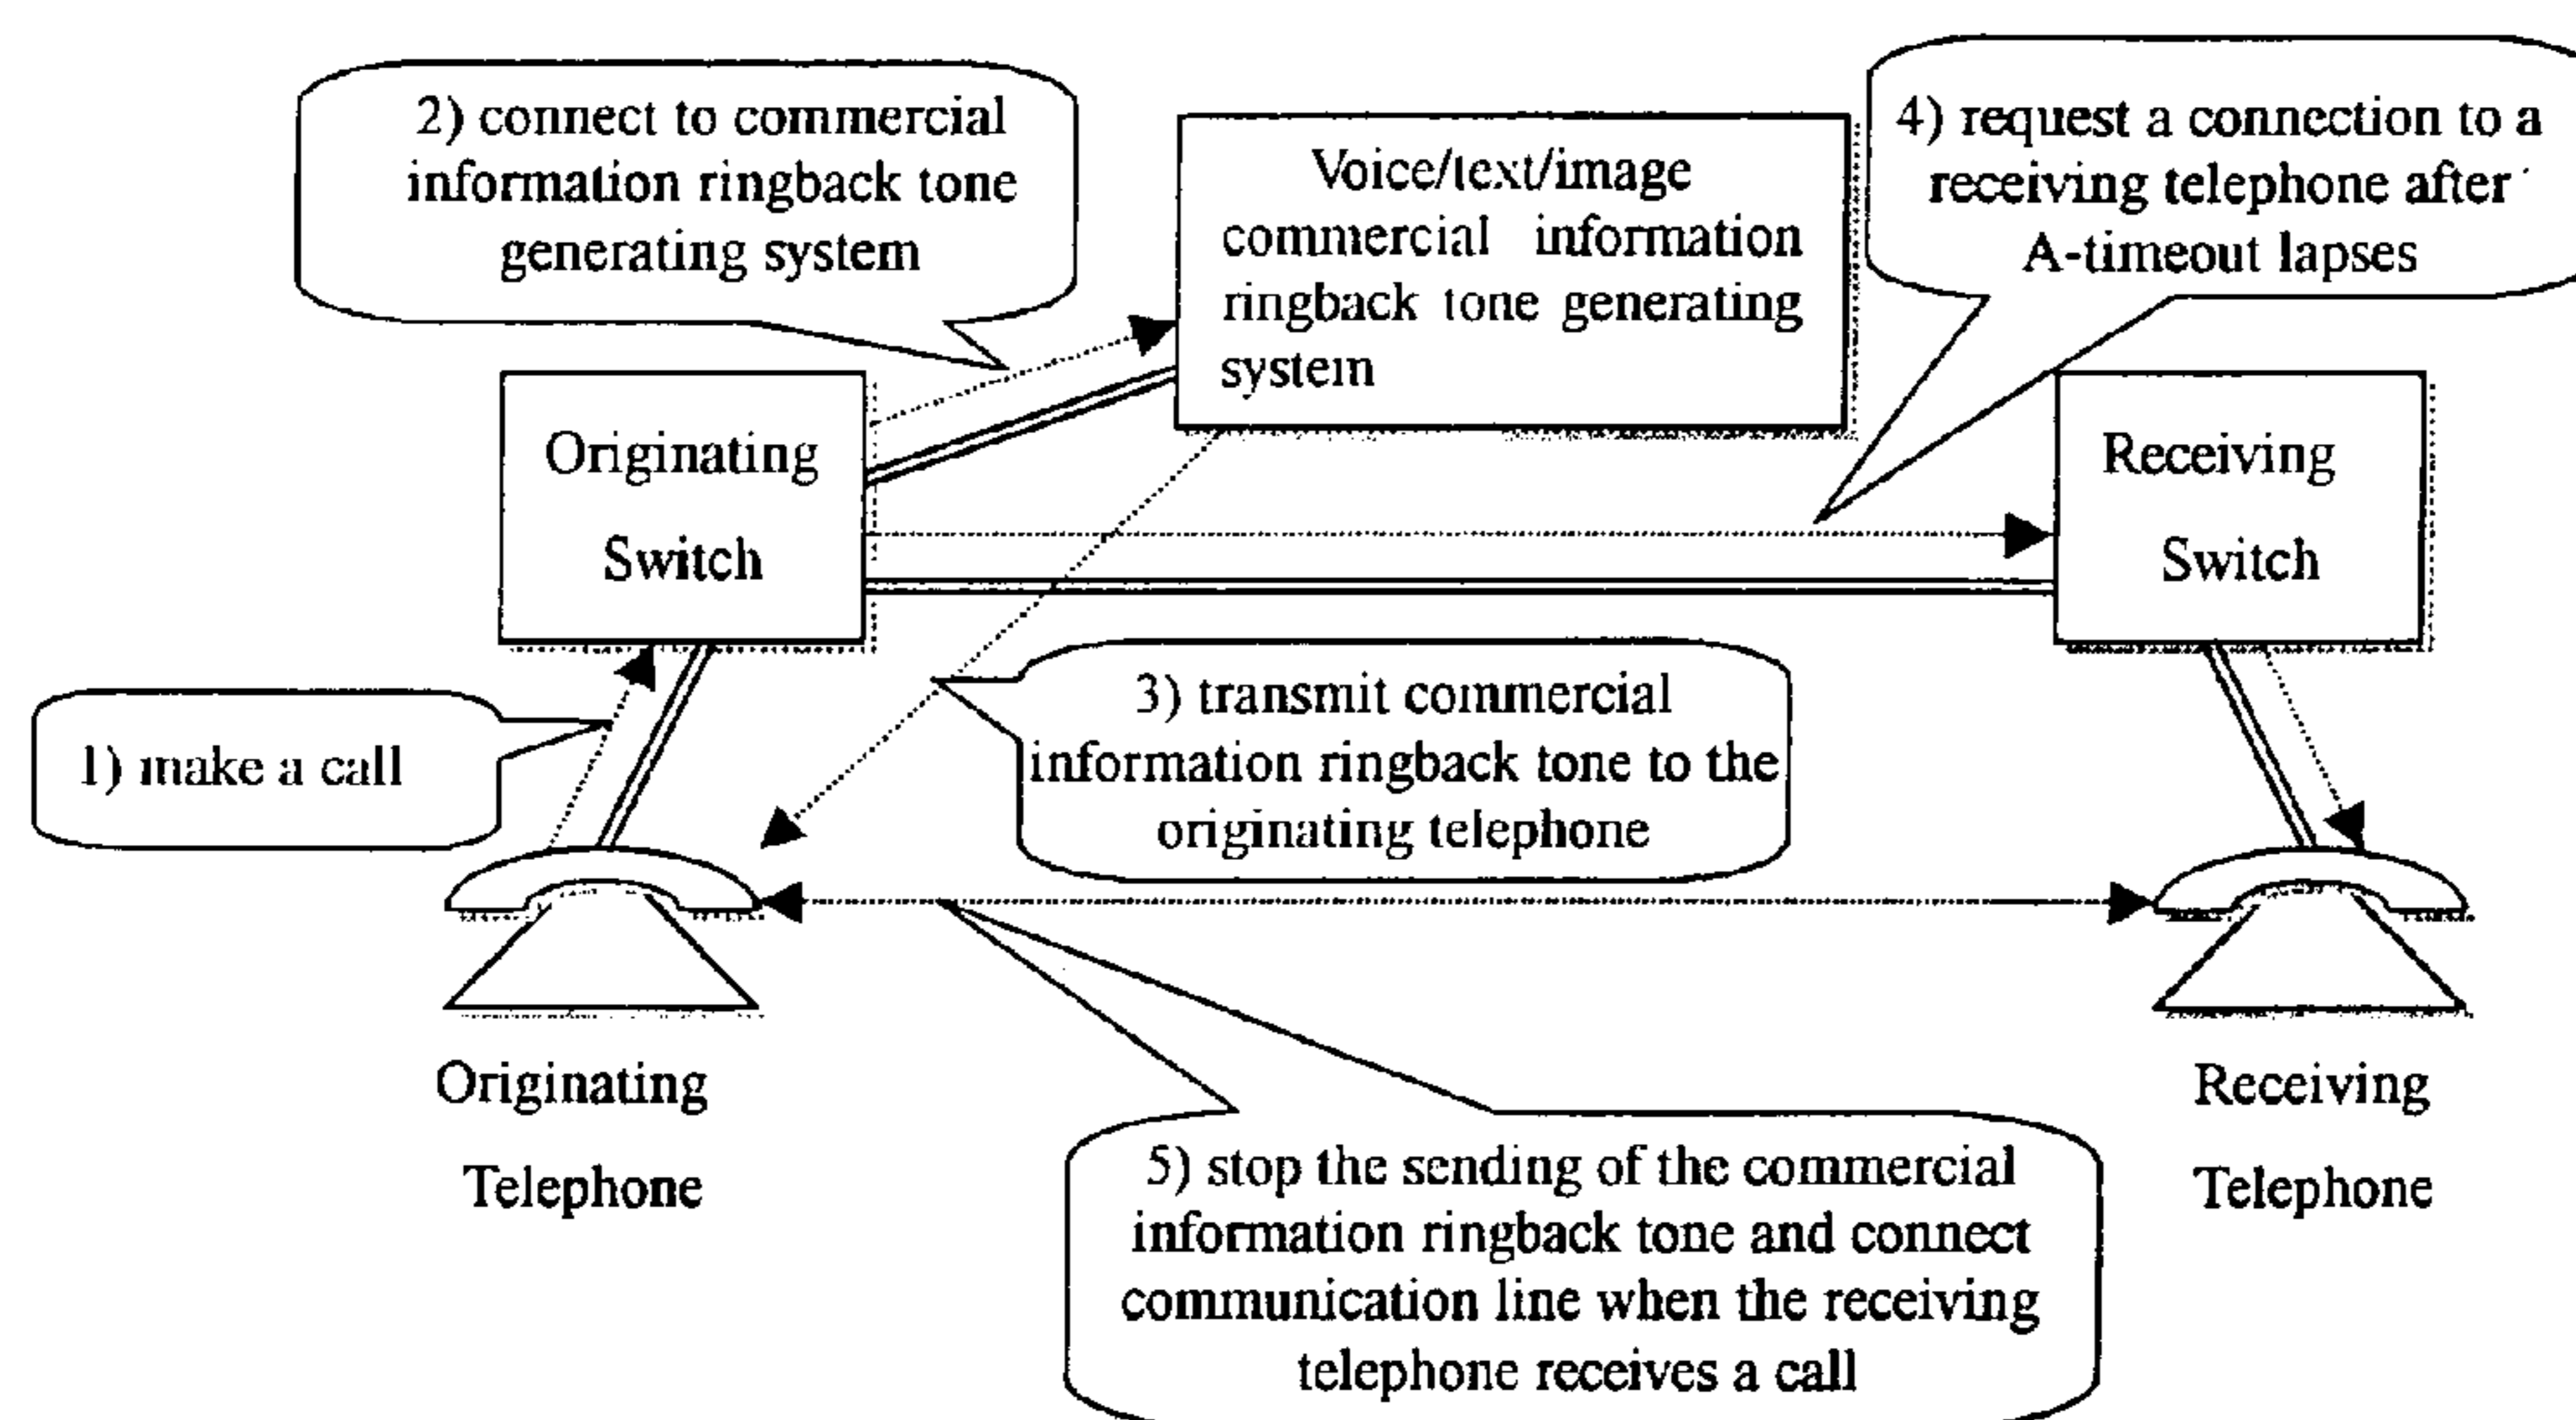 2) connect to commercial
information ringback tone
generating system
Voice/text/image
commercial information
ringback tone generating
system
4) request a connection to a
receiving telephone after
A-timeout lapses
Originating
Switch
Receiving
Switch
1) make a call
3) transmit commercial
information ringback tone to the
originating telephone
Originating
Telephone
Receiving
Telephone
5) stop the sending of the commercial
information ringback tone and connect
communication line when the receiving
telephone receives a call